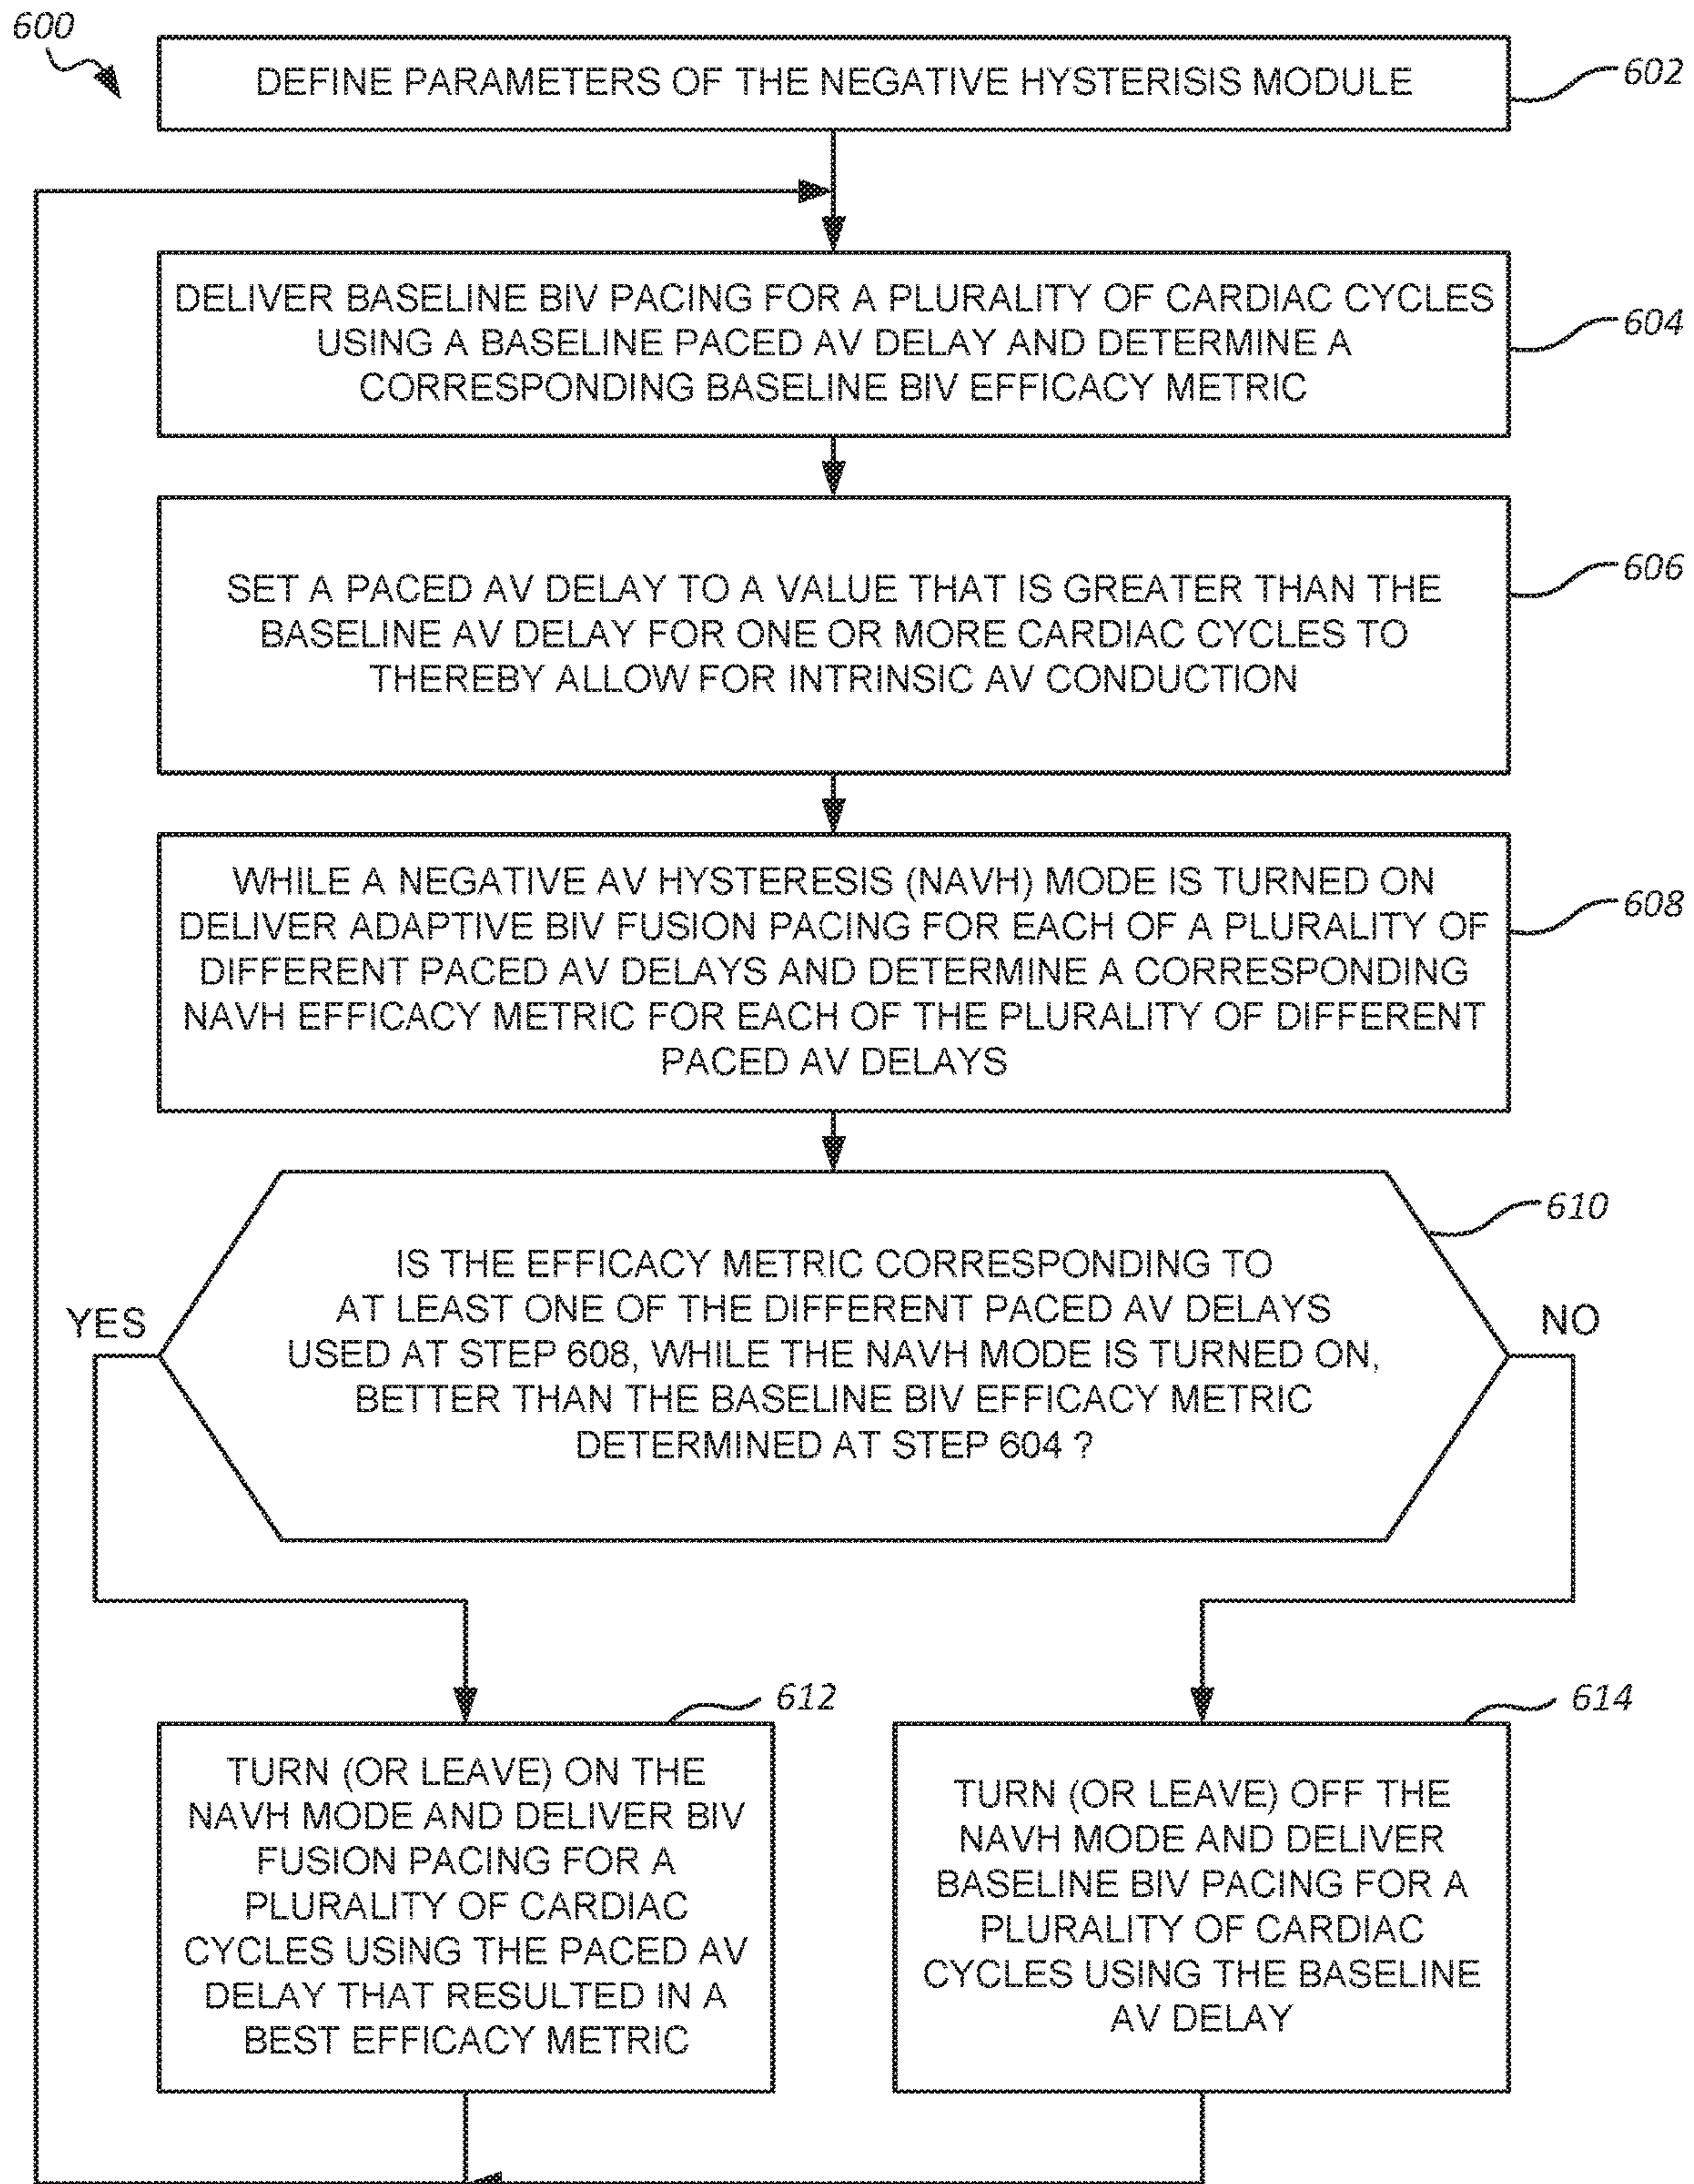 600
DEFINE PARAMETERS OF THE NEGATIVE HYSTERISIS MODULE
602
DELIVER BASELINE BIV PACING FOR A PLURALITY OF CARDIAC CYCLES
USING A BASELINE PACED AV DELAY AND DETERMINE A
CORRESPONDING BASELINE BIV EFFICACY METRIC
604
SET A PACED AV DELAY TO A VALUE THAT IS GREATER THAN THE
BASELINE AV DELAY FOR ONE OR MORE CARDIAC CYCLES TO
THEREBY ALLOW FOR INTRINSIC AV CONDUCTION
606
WHILE A NEGATIVE AV HYSTERESIS (NAVH) MODE IS TURNED ON
DELIVER ADAPTIVE BIV FUSION PACING FOR EACH OF A PLURALITY OF
DIFFERENT PACED AV DELAYS AND DETERMINE A CORRESPONDING
NAVH EFFICACY METRIC FOR EACH OF THE PLURALITY OF DIFFERENT
PACED AV DELAYS
608
IS THE EFFICACY METRIC CORRESPONDING TO
AT LEAST ONE OF THE DIFFERENT PACED AV DELAYS
USED AT STEP 608, WHILE THE NAVH MODE IS TURNED ON,
BETTER THAN THE BASELINE BIV EFFICACY METRIC
DETERMINED AT STEP 604 ?
610
YES
NO
TURN (OR LEAVE) ON THE
NAVH MODE AND DELIVER BIV
FUSION PACING FOR A
PLURALITY OF CARDIAC
CYCLES USING THE PACED AV
DELAY THAT RESULTED IN A
BEST EFFICACY METRIC
612
TURN (OR LEAVE) OFF THE
NAVH MODE AND DELIVER
BASELINE BIV PACING FOR A
PLURALITY OF CARDIAC
CYCLES USING THE BASELINE
AV DELAY
614